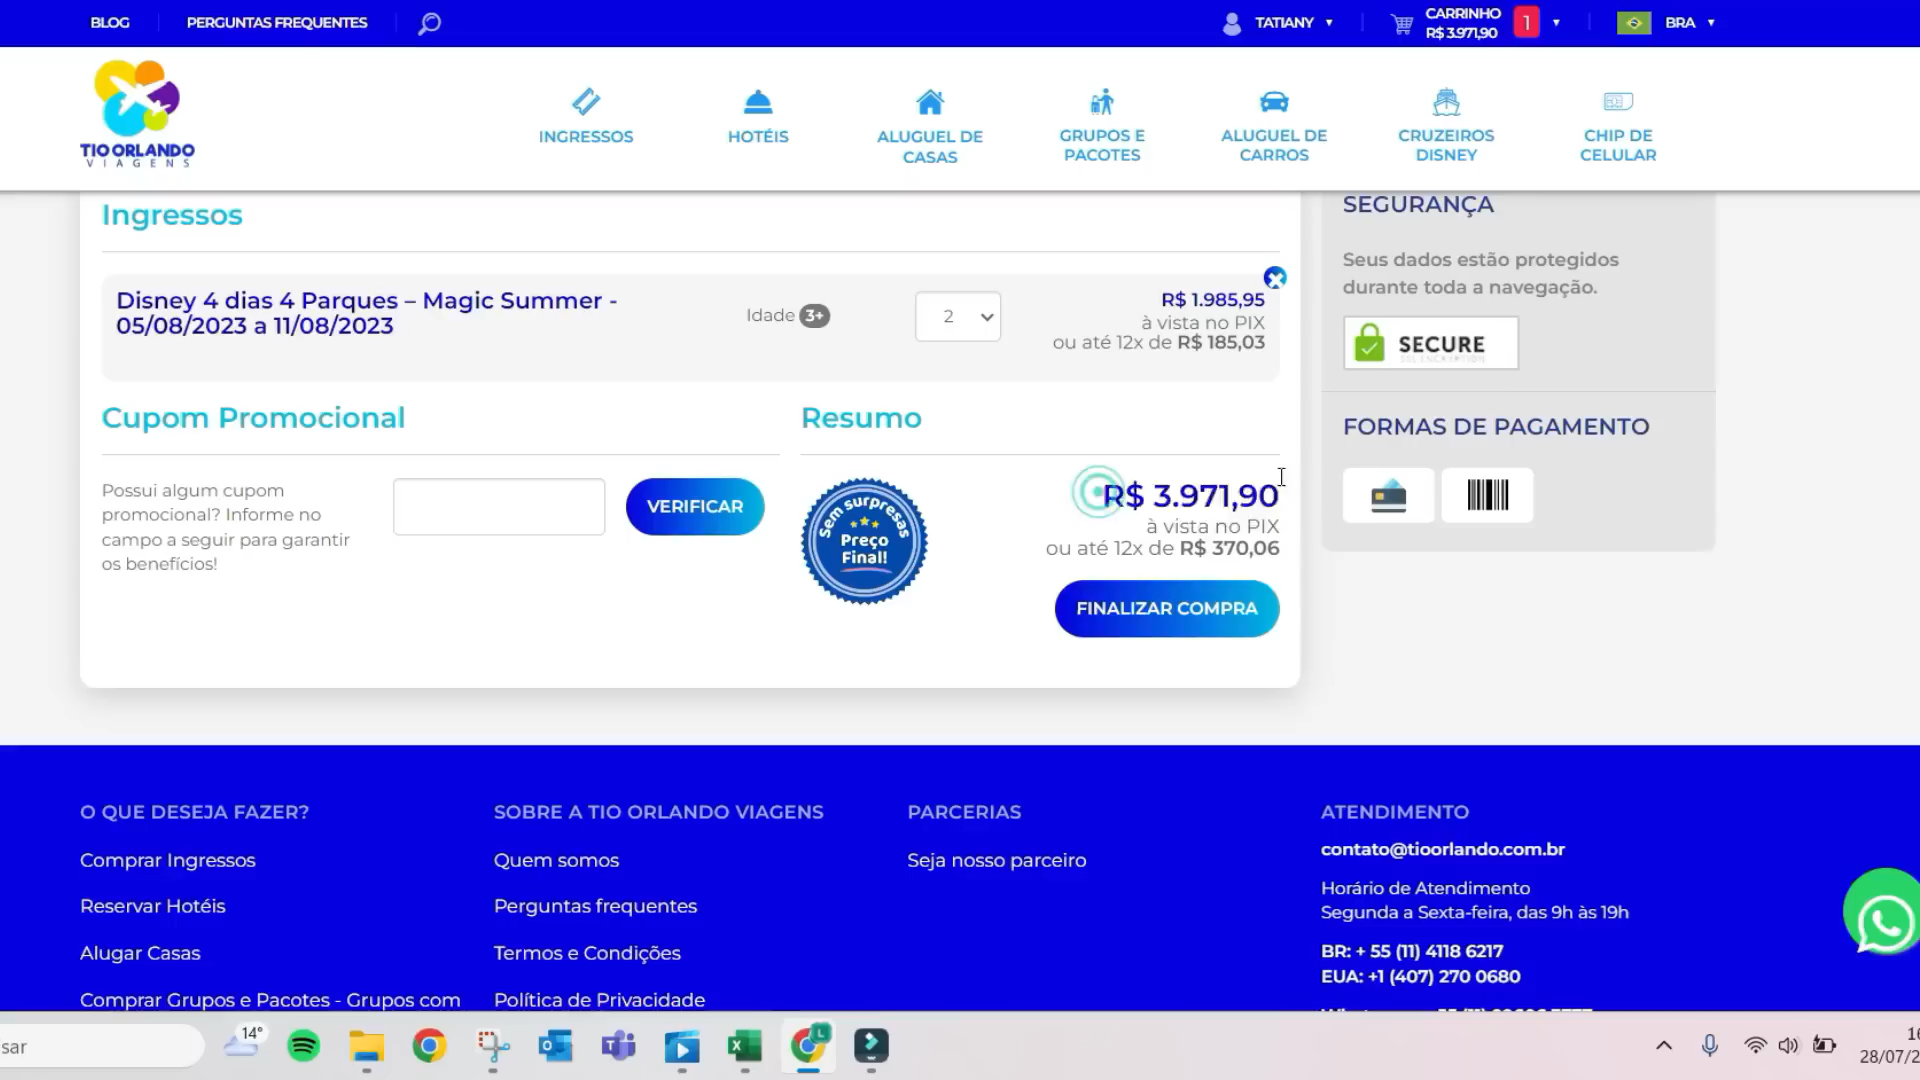 BLOG
PERGUNTAS FREQUENTES
TATIANY
CARRINHO
R$ 3.971,90
1
BRA
TIO ORLANDO
VIAGENS
INGRESSOS
HOTÉIS
ALUGUEL DE
CASAS
GRUPOS E
PACOTES
ALUGUEL DE
CARROS
CRUZEIROS
DISNEY
CHIP DE
CELULAR
Ingressos
Disney 4 dias 4 Parques – Magic Summer -
05/08/2023 a 11/08/2023
Idade 3+
2
R$ 1.985,95
à vista no PIX
ou até 12x de R$ 185,03
Cupom Promocional
Possui algum cupom
promocional? Informe no
campo a seguir para garantir
os benefícios!
VERIFICAR
Resumo
Sem surpresas
Preço
Final!
R$ 3.971,90
à vista no PIX
ou até 12x de R$ 370,06
FINALIZAR COMPRA
SEGURANÇA
Seus dados estão protegidos
durante toda a navegação.
SECURE
SSL ENCRYPTION
FORMAS DE PAGAMENTO
O QUE DESEJA FAZER?
Comprar Ingressos
Reservar Hotéis
Alugar Casas
Comprar Grupos e Pacotes - Grupos com
SOBRE A TIO ORLANDO VIAGENS
Quem somos
Perguntas frequentes
Termos e Condições
Política de Privacidade
PARCERIAS
Seja nosso parceiro
ATENDIMENTO
contato@tioorlando.com.br
Horário de Atendimento
Segunda a Sexta-feira, das 9h às 19h
BR: + 55 (11) 4118 6217
EUA: +1 (407) 270 0680
sar
14°
16
28/07/2